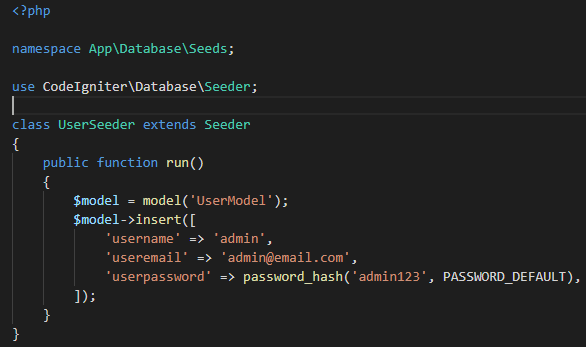 <?php
namespace App\Database\Seeds;
use CodeIgniter\Database\Seeder;
class UserSeeder extends Seeder
{
    public function run()
    {
        $model = model('UserModel');
        $model->insert([
            'username' => 'admin',
            'useremail' => 'admin@email.com',
            'userpassword' => password_hash('admin123', PASSWORD_DEFAULT),
        ]);
    }
}